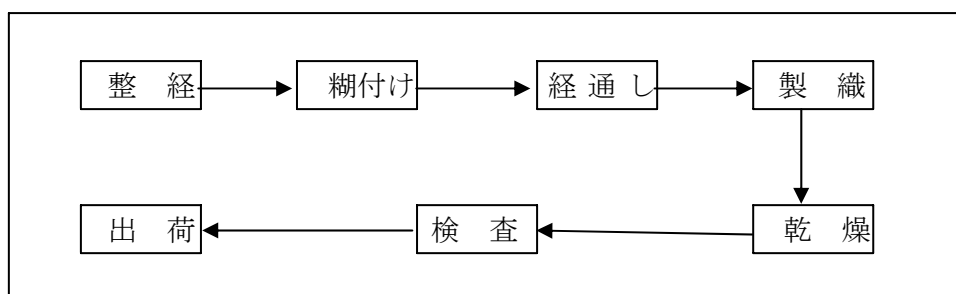 整 経
糊付け
経 通 し
製 織
乾 燥
検 査
出 荷